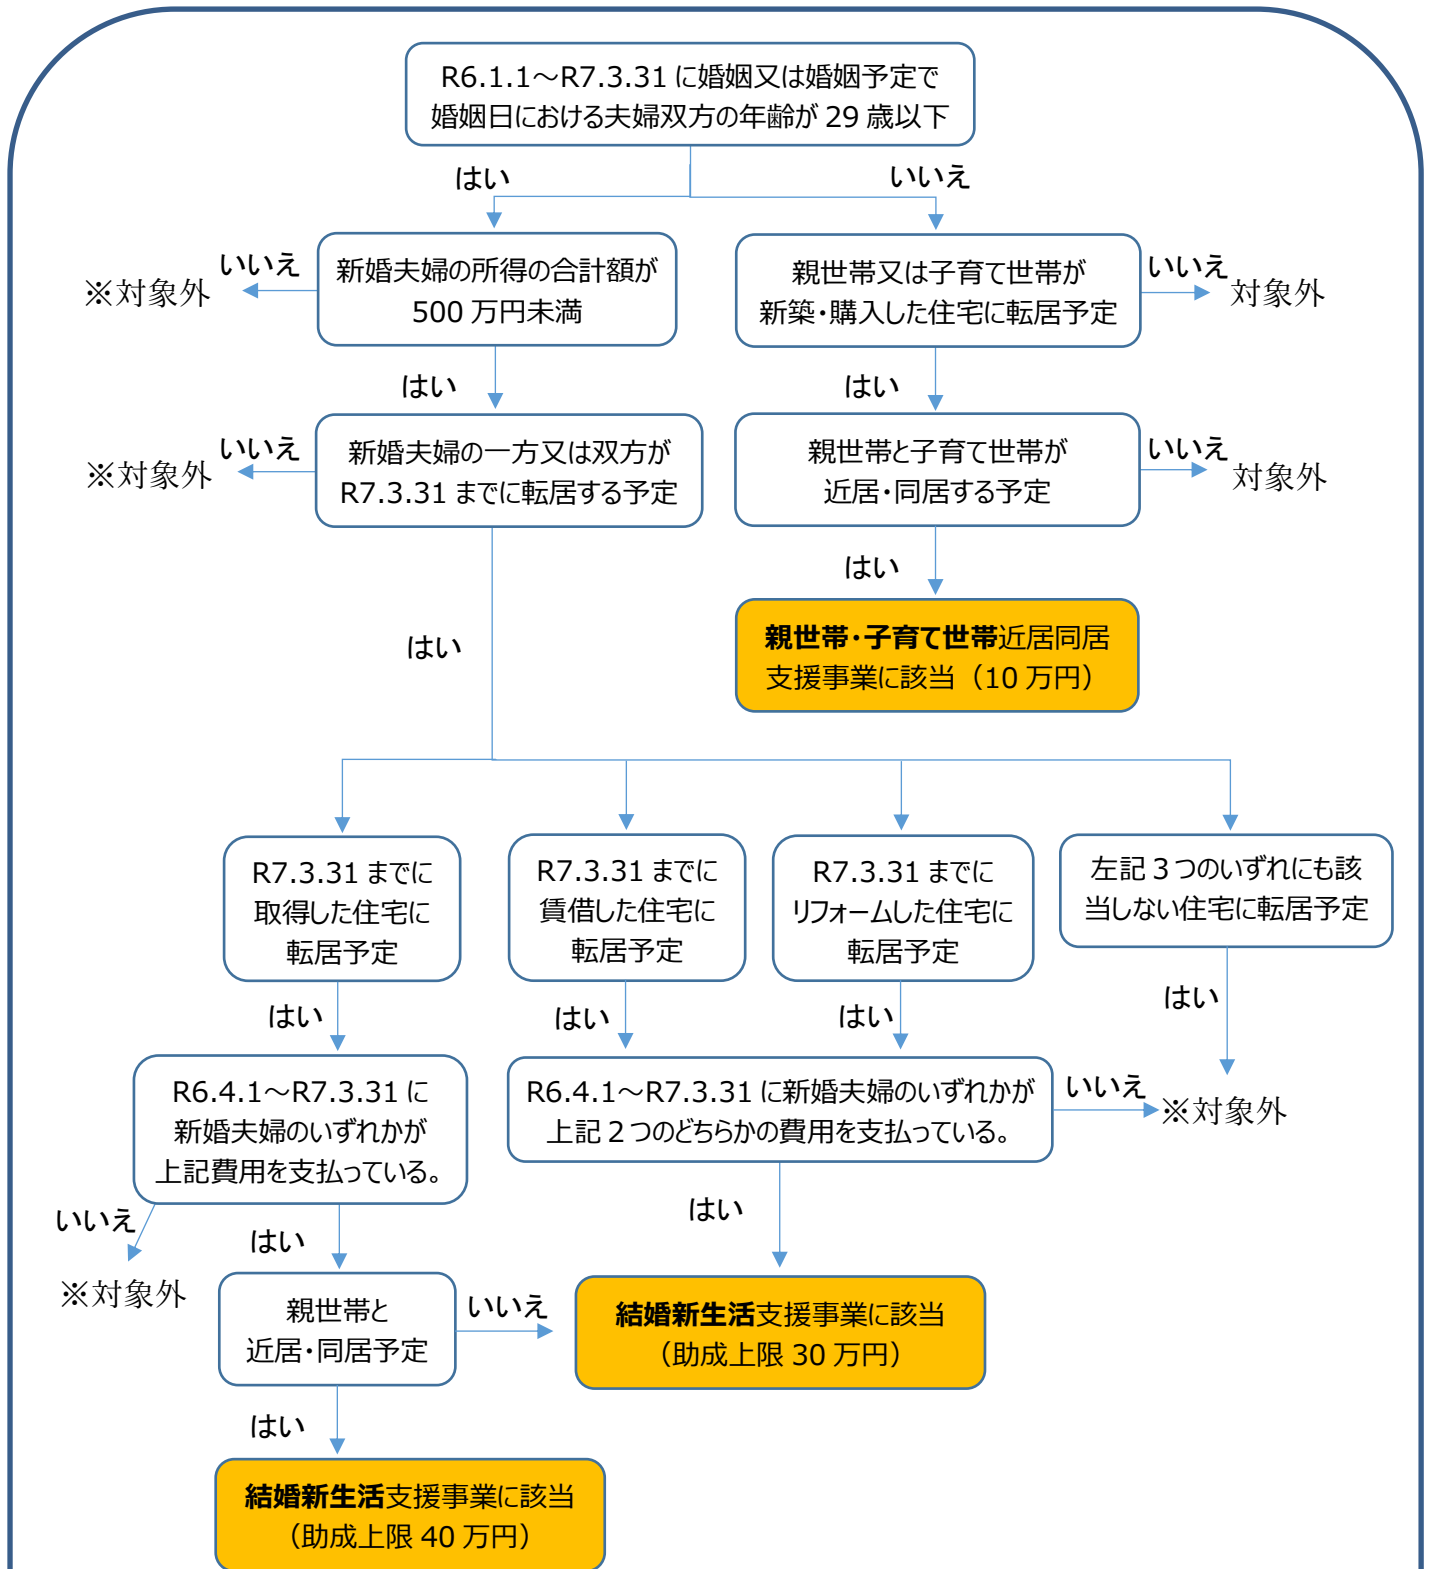 R6.1.1～R7.3.31 に婚姻又は婚姻予定で
婚姻日における夫婦双方の年齢が 29 歳以下
はい
いいえ
※対象外
いいえ
新婚夫婦の所得の合計額が
500 万円未満
親世帯又は子育て世帯が
新築・購入した住宅に転居予定
いいえ
対象外
はい
はい
※対象外
いいえ
新婚夫婦の一方又は双方が
R7.3.31 までに転居する予定
親世帯と子育て世帯が
近居・同居する予定
いいえ
対象外
はい
はい
親世帯・子育て世帯近居同居
支援事業に該当（10 万円）
R7.3.31 までに
取得した住宅に
転居予定
R7.3.31 までに
賃借した住宅に
転居予定
R7.3.31 までに
リフォームした住宅に
転居予定
左記３つのいずれにも該
当しない住宅に転居予定
はい
はい
はい
はい
R6.4.1～R7.3.31 に
新婚夫婦のいずれかが
上記費用を支払っている。
R6.4.1～R7.3.31 に新婚夫婦のいずれかが
上記２つのどちらかの費用を支払っている。
いいえ
※対象外
いいえ
※対象外
はい
はい
親世帯と
近居・同居予定
いいえ
結婚新生活支援事業に該当
（助成上限 30 万円）
はい
結婚新生活支援事業に該当
（助成上限 40 万円）